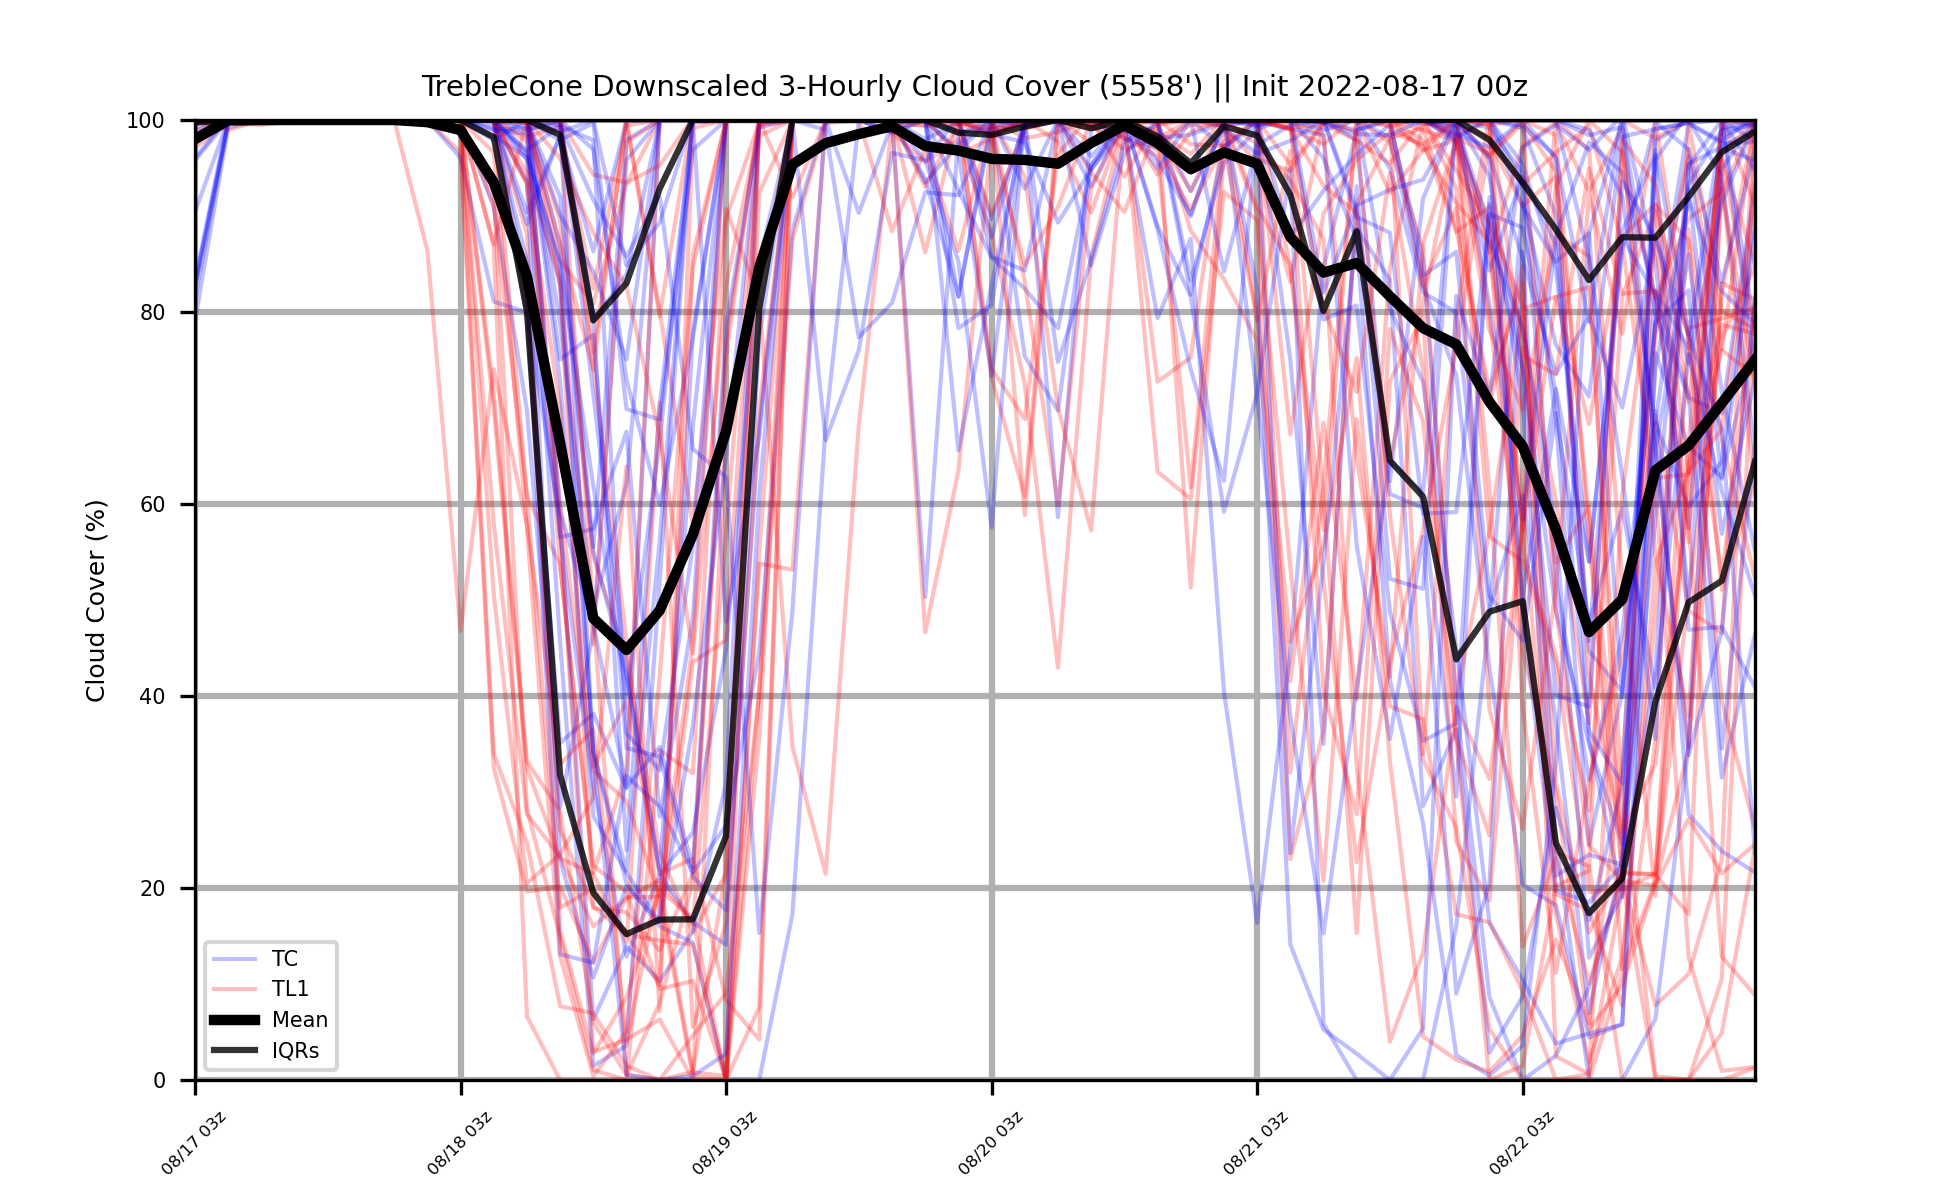 TrebleCone Downscaled 3-Hourly Cloud Cover (5558') || Init 2022-08-17 00z
Cloud Cover (%)
100
80
60
40
20
0
TC
TL1
Mean
IQRs
08/17 03z
08/18 03z
08/19 03z
08/20 03z
08/21 03z
08/22 03z